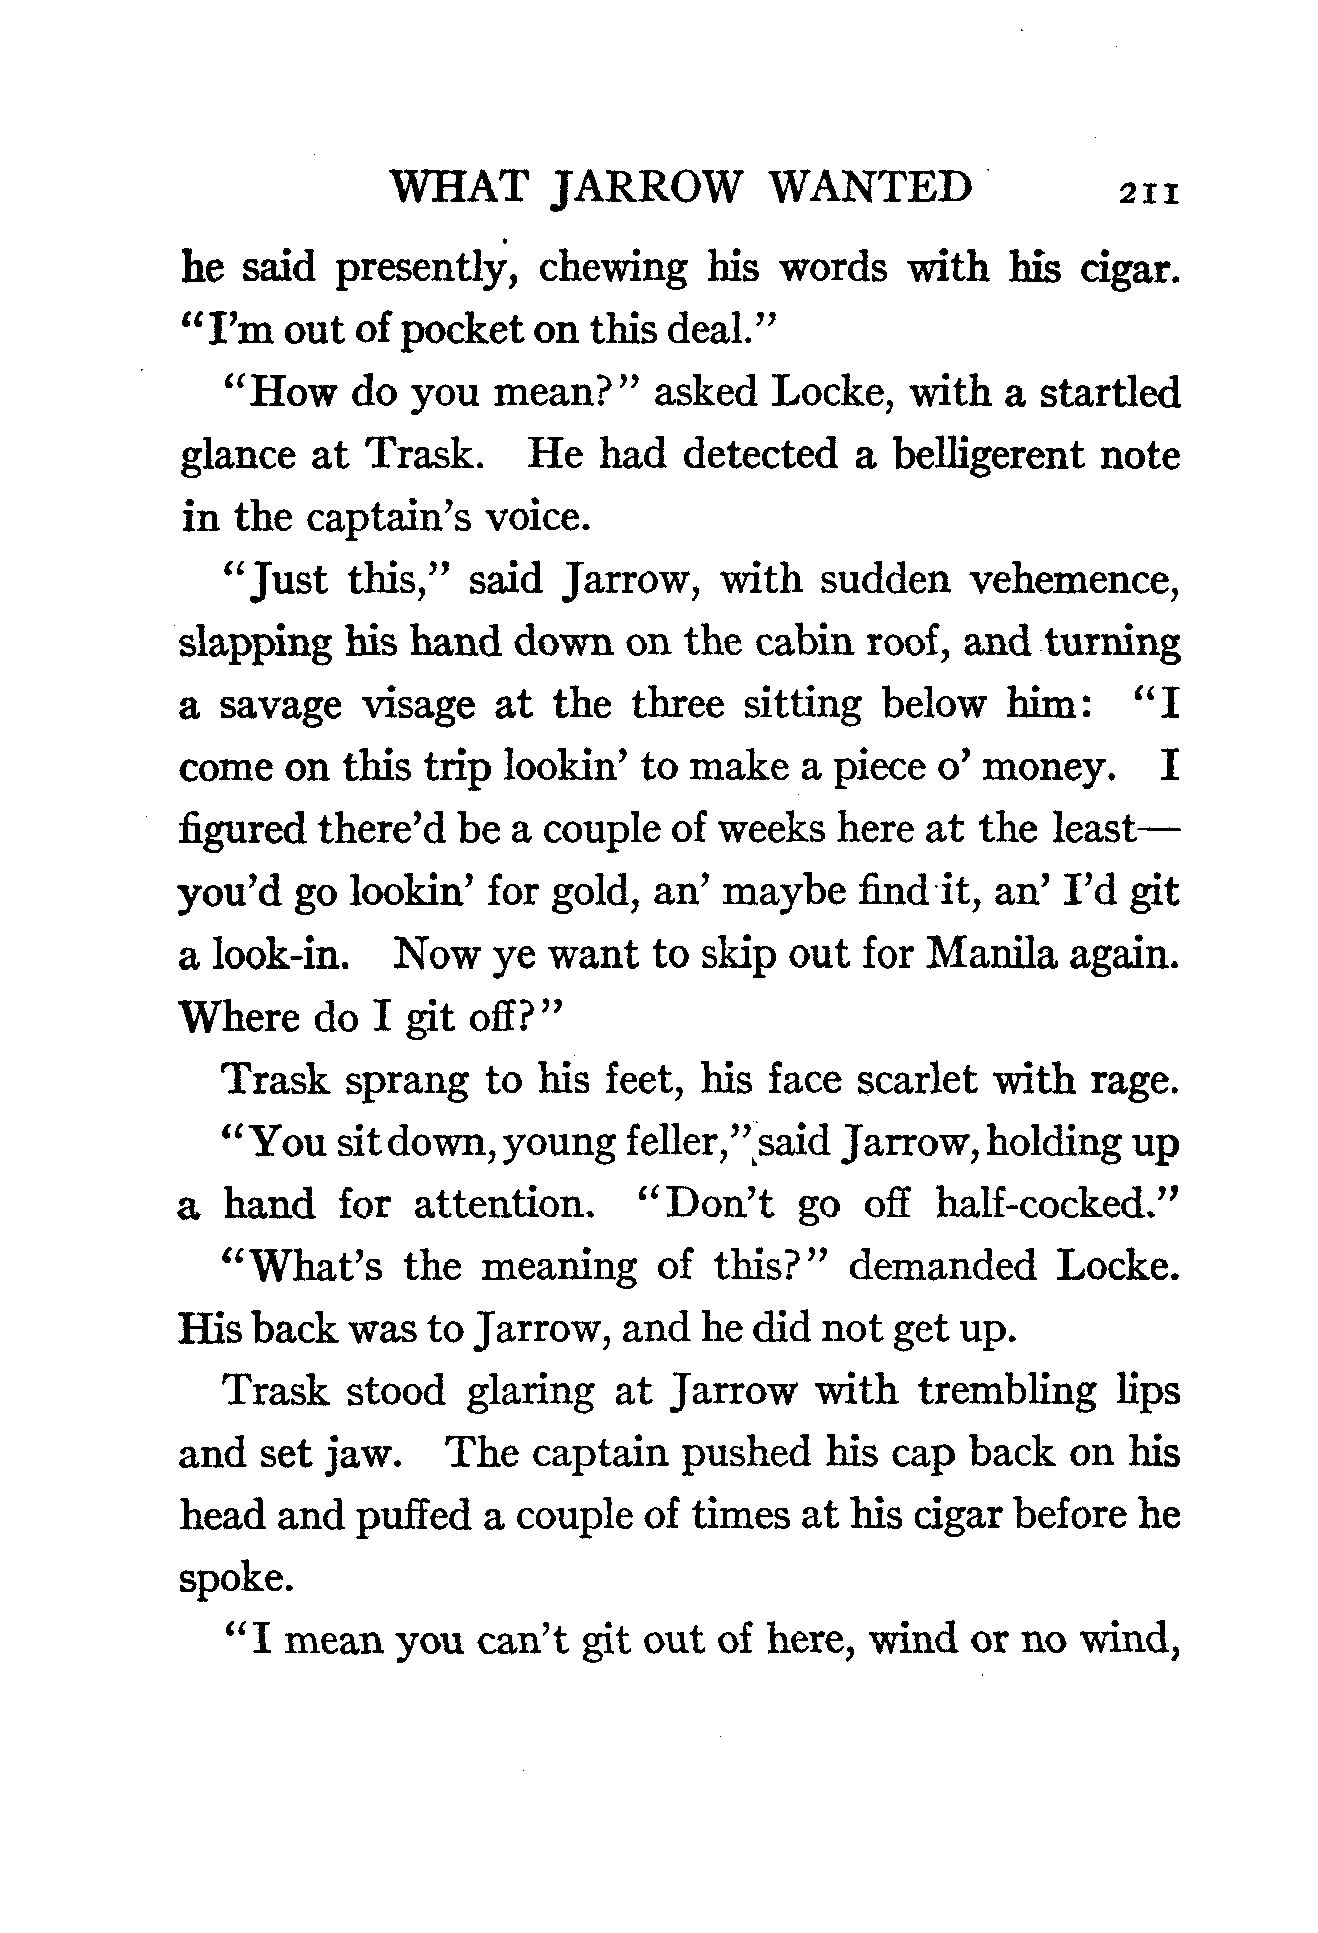 WHAT JARROW WANTED 211
he said presently, chewing his words with his cigar.
“I’m out of pocket on this deal.”
“How do you mean?” asked Locke, with a startled
glance at Trask. He had detected a belligerent note
in the captain’s voice.
“Just this,” said Jarrow, with sudden vehemence,
slapping his hand down on the cabin roof, and turning
a savage visage at the three sitting below him: “I
come on this trip lookin’ to make a piece o’ money. I
figured there’d be a couple of weeks here at the least—
you’d go lookin’ for gold, an’ maybe find it, an’ I’d git
a look-in. Now ye want to skip out for Manila again.
Where do I git off?”
Trask sprang to his feet, his face scarlet with rage.
“You sit down, young feller,” said Jarrow, holding up
a hand for attention. “Don’t go off half-cocked.”
“What’s the meaning of this?” demanded Locke.
His back was to Jarrow, and he did not get up.
Trask stood glaring at Jarrow with trembling lips
and set jaw. The captain pushed his cap back on his
head and puffed a couple of times at his cigar before he
spoke.
“I mean you can’t git out of here, wind or no wind,